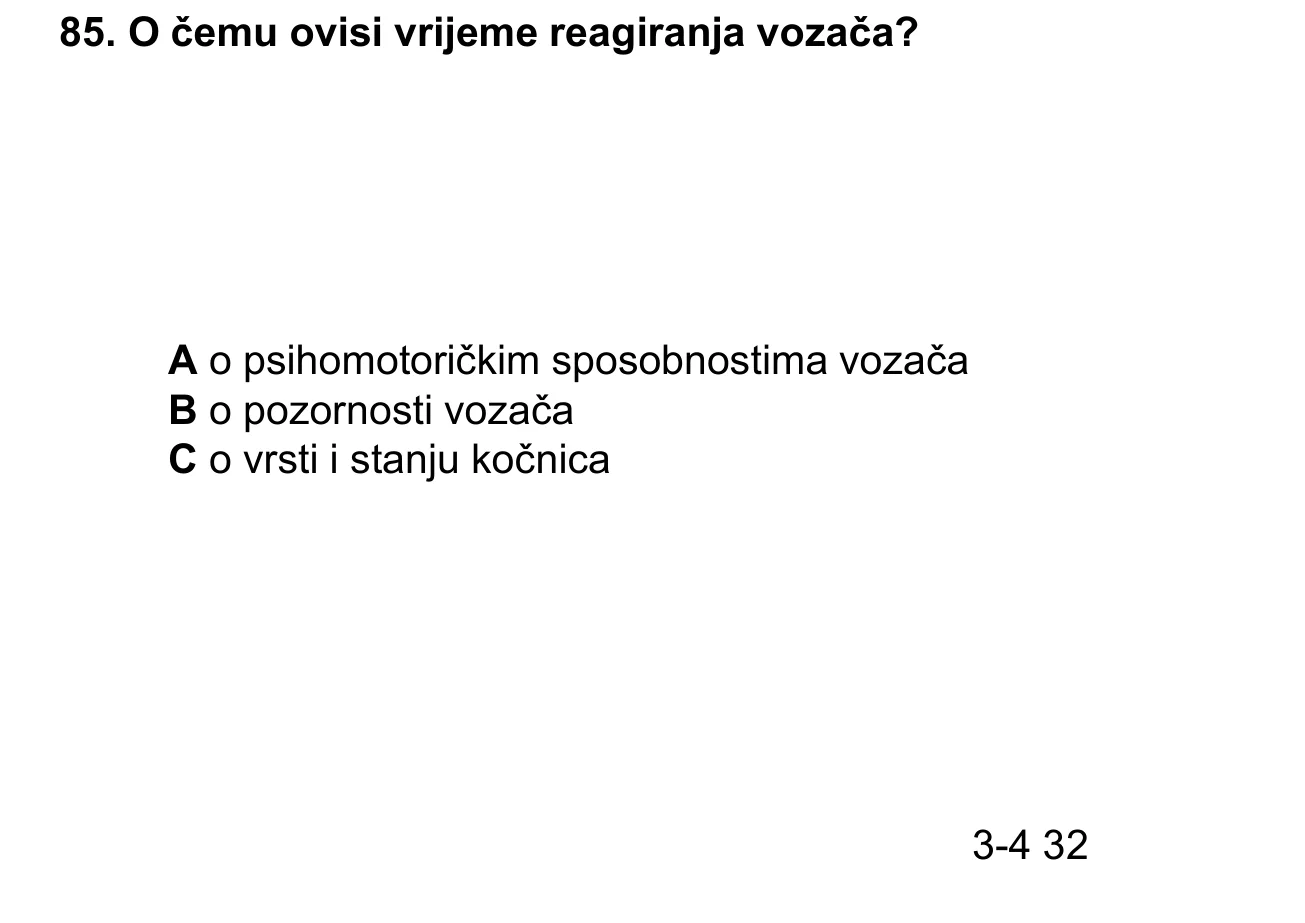 85. O čemu ovisi vrijeme reagiranja vozača?
A o psihomotoričkim sposobnostima vozača
B o pozornosti vozača
C o vrsti i stanju kočnica
3-4 32